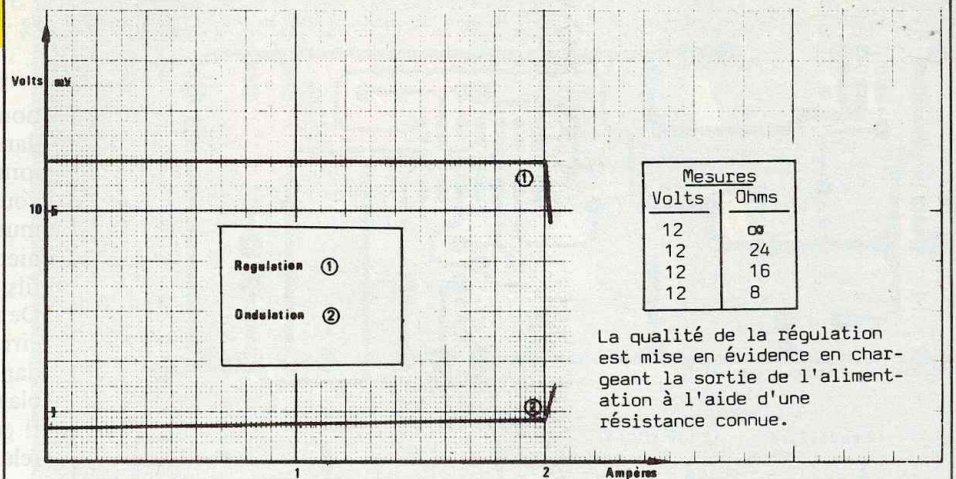 Volts mV
10 5
1
Regulation ①
Ondulation ②
①
②
1
2
Ampères
Mesures
Volts Ohms
12 ∞
12 24
12 16
12 8
La qualité de la régulation
est mise en évidence en char-
geant la sortie de l'aliment-
ation à l'aide d'une
résistance connue.